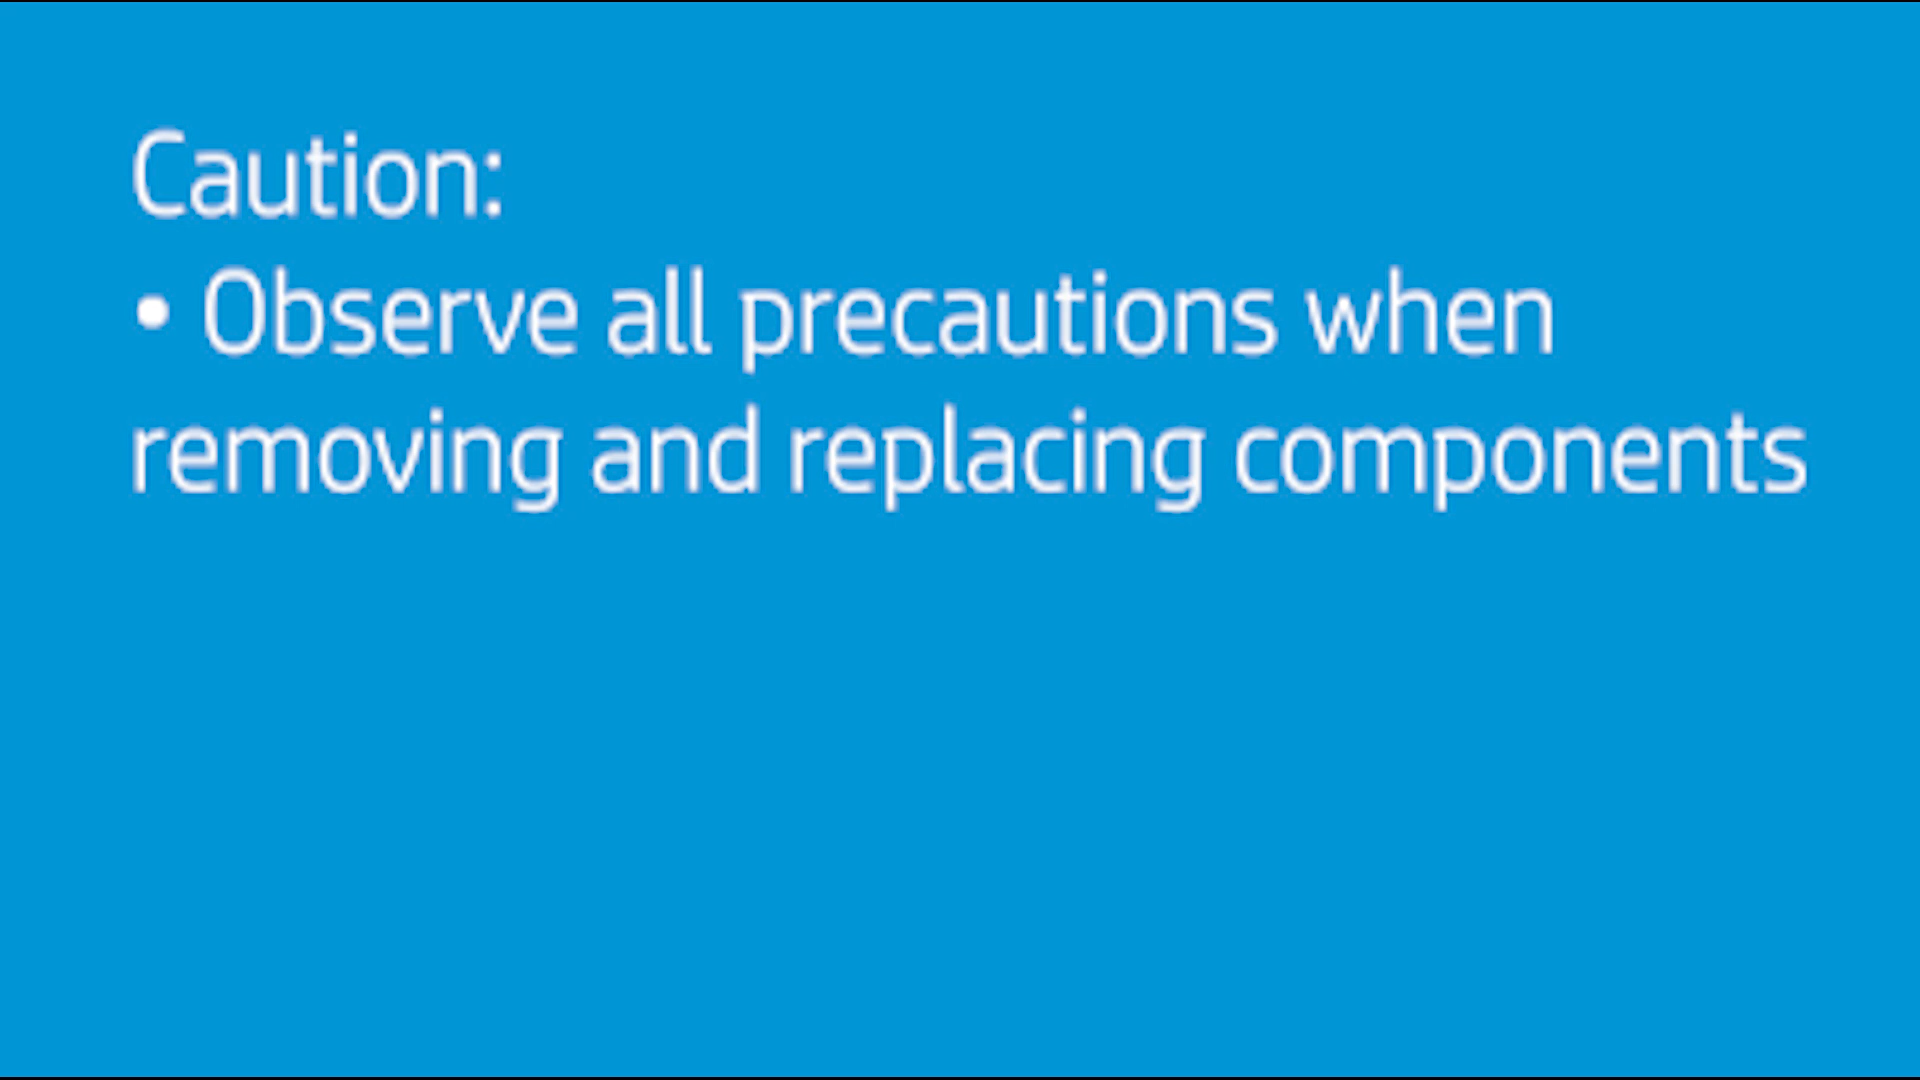 Caution:
• Observe all precautions when
removing and replacing components